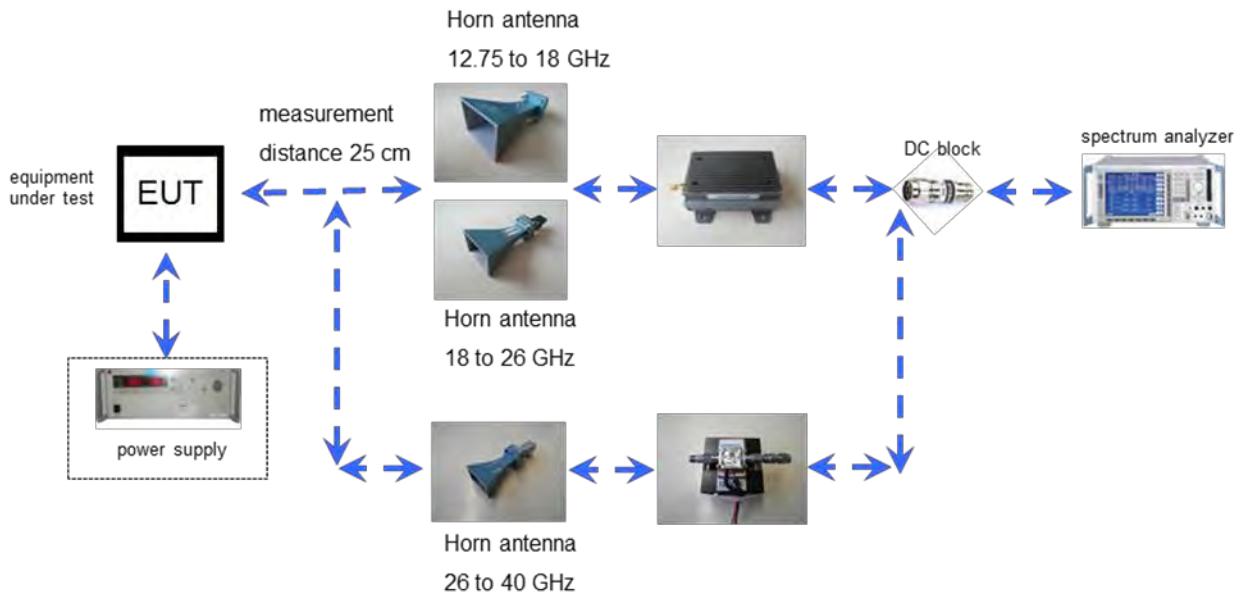 Horn antenna
12.75 to 18 GHz
measurement
distance 25 cm
equipment
under test
EUT
DC block
spectrum analyzer
Horn antenna
18 to 26 GHz
power supply
Horn antenna
26 to 40 GHz